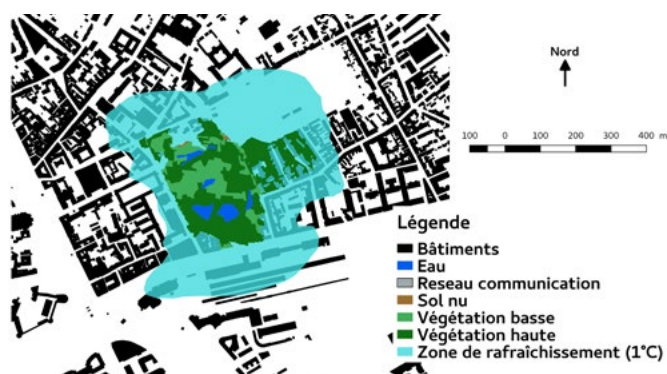 Nord
100 0 100 200 300 400 m
Légende
Bâtiments
Eau
Reseau communication
Sol nu
Végétation basse
Végétation haute
Zone de rafraîchissement (1°C)